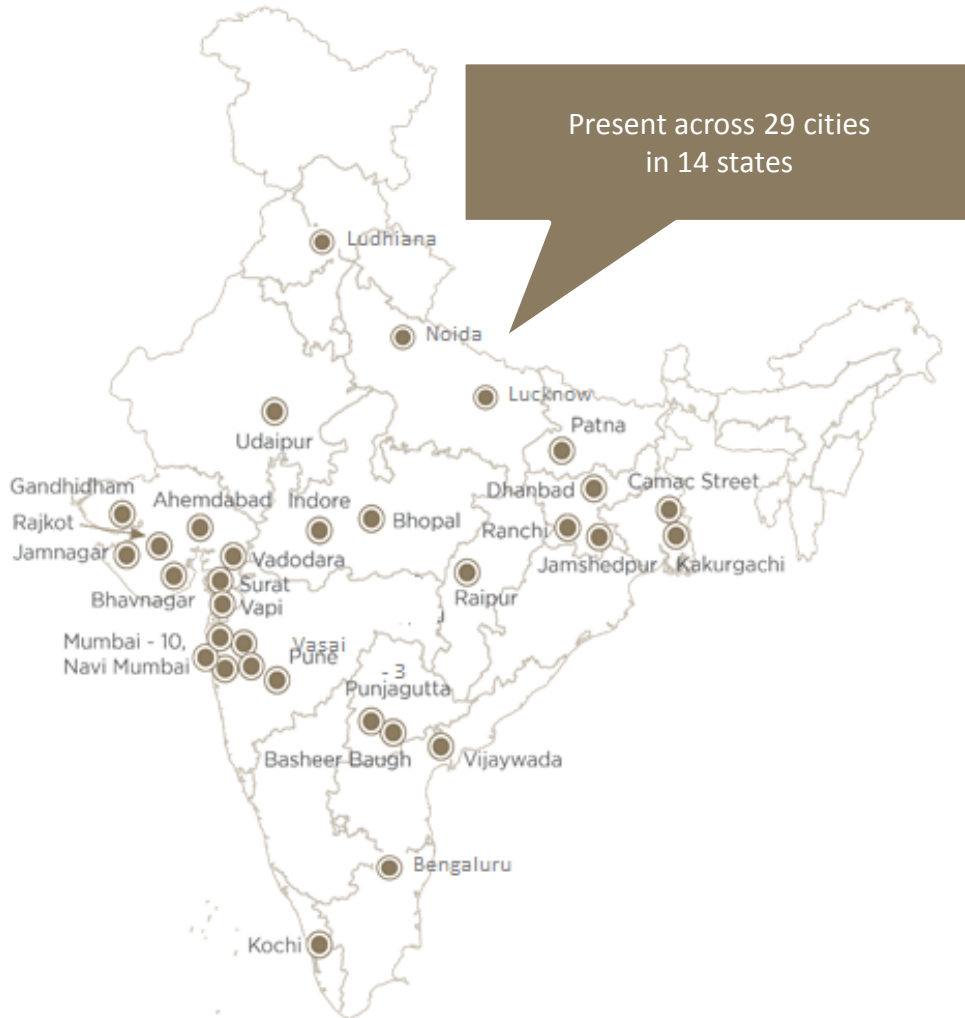 Present across 29 cities
in 14 states
Ludhiana
Noida
Lucknow
Udaipur
Patna
Gandhidham
Ahemdabad
Indore
Dhanbad
Camac Street
Rajkot
Bhopal
Ranchi
Jamnagar
Vadodara
Jamshedpur
Kakurgachi
Bhavnagar
Surat
Raipur
Vapi
Mumbai - 10,
Navi Mumbai
Vasai
Pune
- 3
Punjagutta
Basheer Baugh
Vijaywada
Bengaluru
Kochi